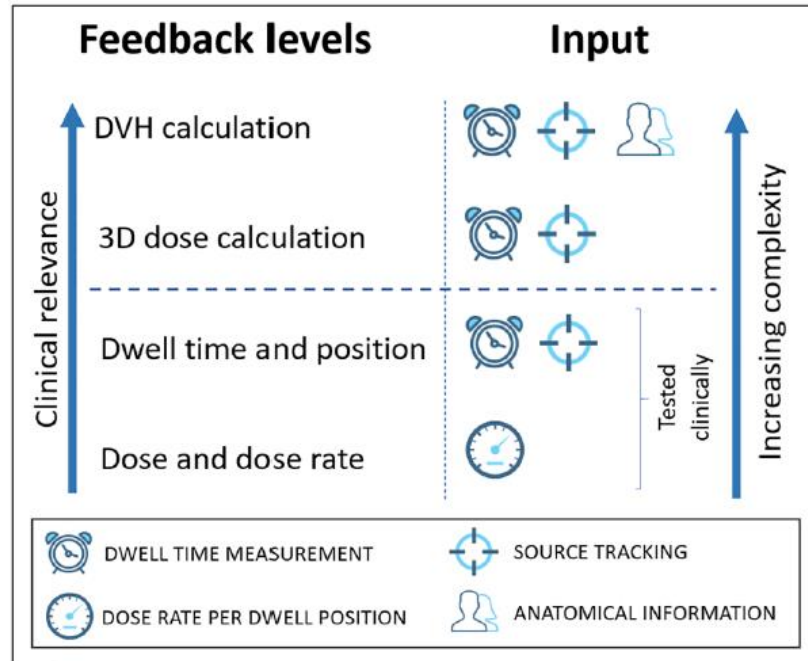 Feedback levels
Input
Clinical relevance
DVH calculation
3D dose calculation
Dwell time and position
Dose and dose rate
Tested
clinically
Increasing complexity
DWELL TIME MEASUREMENT
SOURCE TRACKING
DOSE RATE PER DWELL POSITION
ANATOMICAL INFORMATION